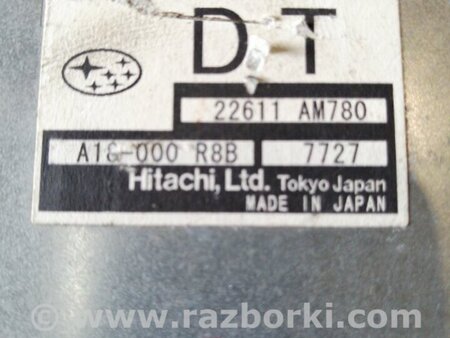 D T
22611 AM780
A18-000 R8B 7727
Hitachi, Ltd. Tokyo Japan
MADE IN JAPAN
© www.razborki.com